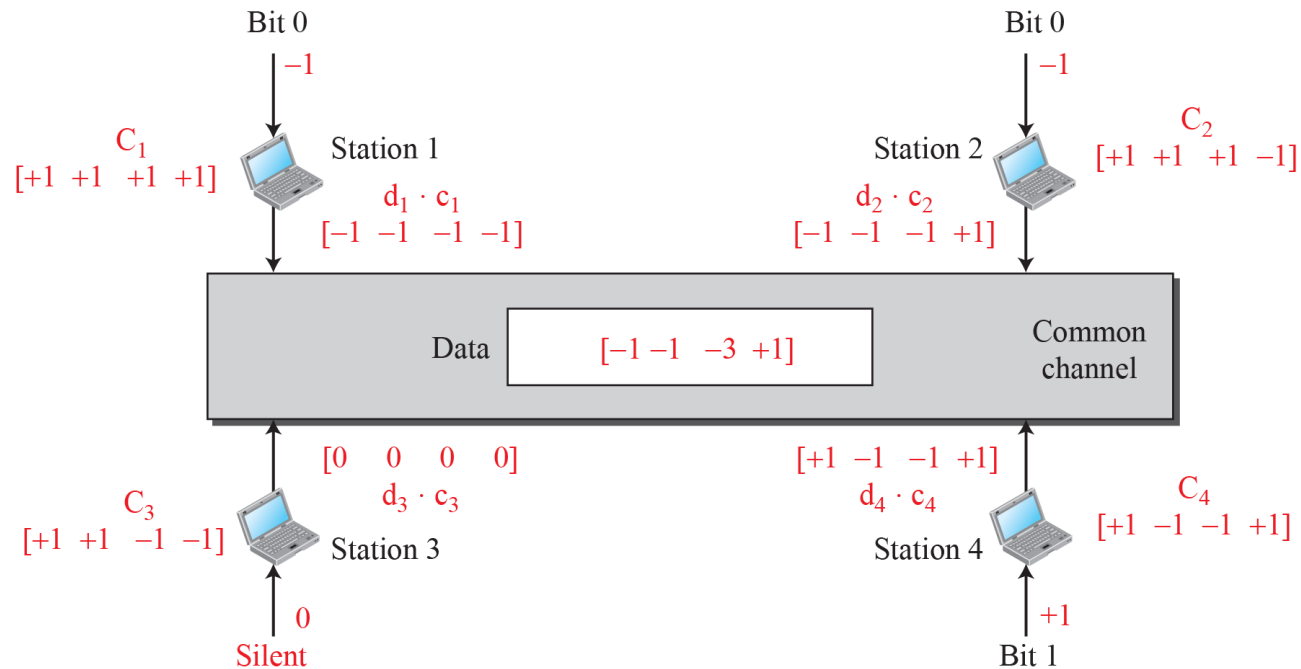 Bit 0
Bit 0
–1
–1
C₁
[+1 +1 +1 +1]
Station 1
Station 2
C₂
[+1 +1 +1 –1]
d₁ · c₁
[–1 –1 –1 –1]
d₂ · c₂
[–1 –1 –1 +1]
Data
[–1 –1 –3 +1]
Common
channel
[0 0 0 0]
d₃ · c₃
[+1 –1 –1 +1]
d₄ · c₄
C₃
[+1 +1 –1 –1]
Station 3
Station 4
C₄
[+1 –1 –1 +1]
0
Silent
+1
Bit 1